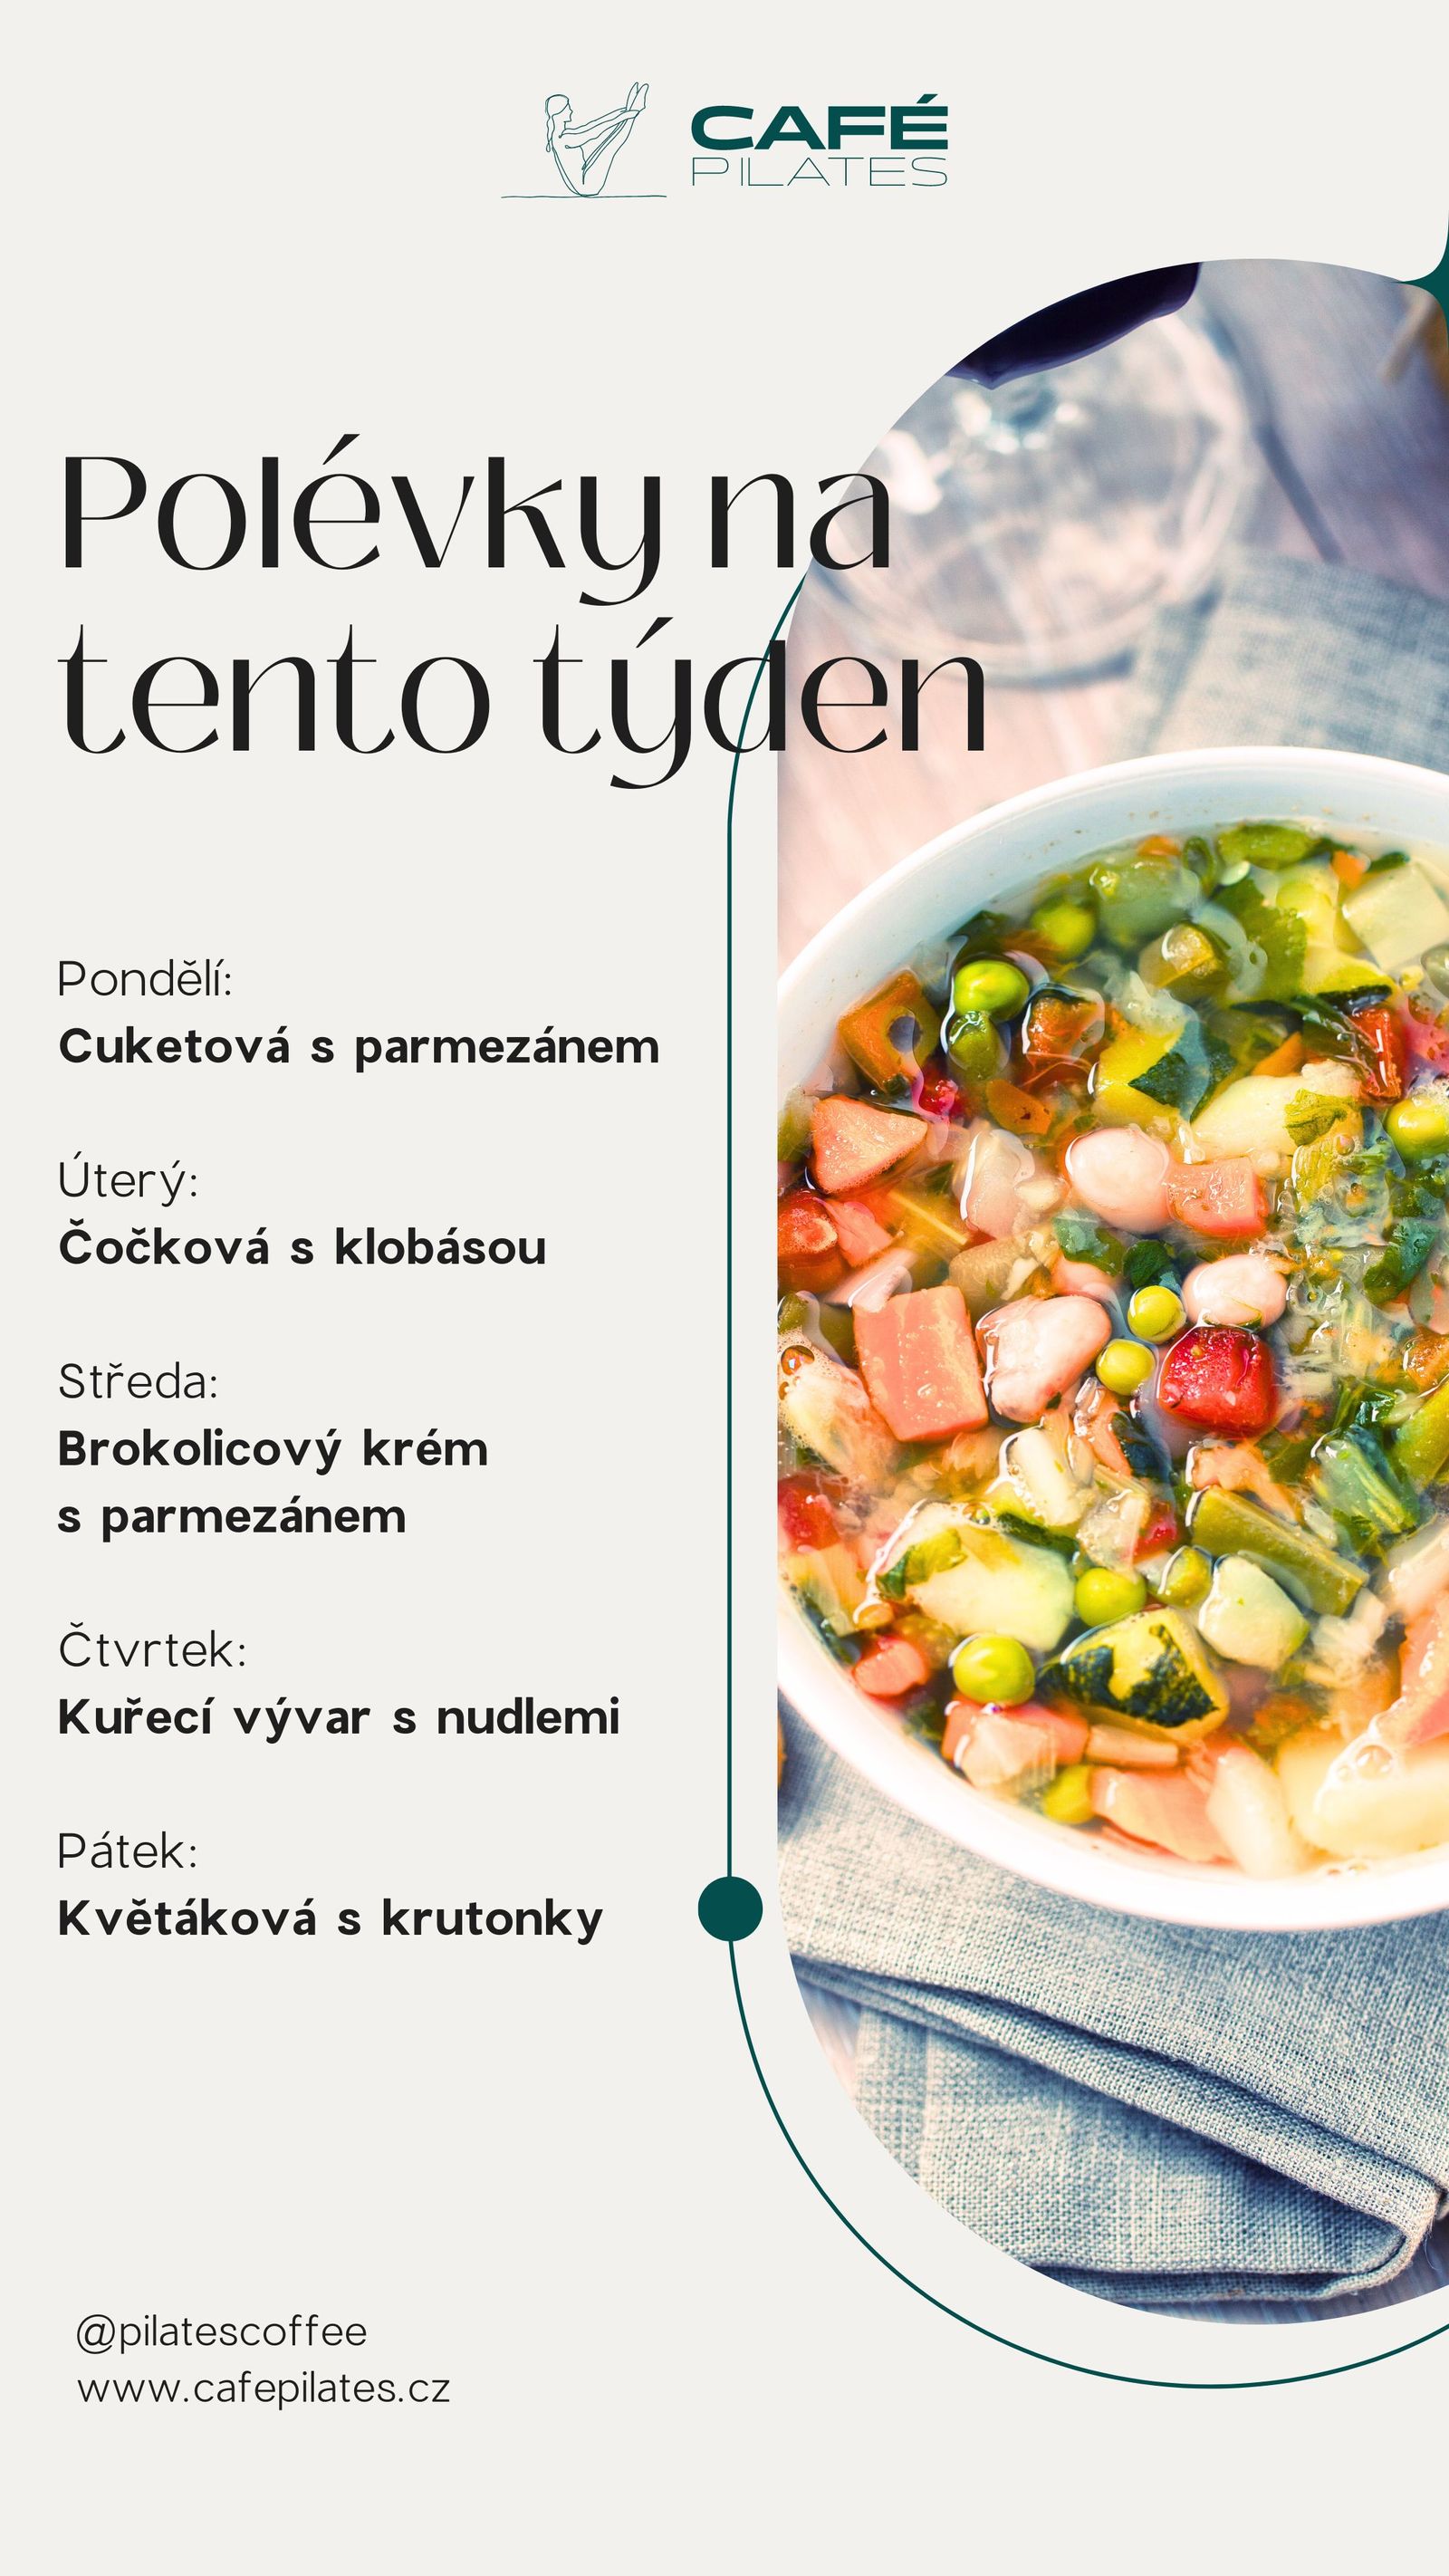 CAFÉ
PILATES
Polévky na
tento týden
Pondělí:
Cuketová s parmezánem
Úterý:
Čočková s klobásou
Středa:
Brokolicový krém
s parmezánem
Čtvrtek:
Kuřecí vývar s nudlemi
Pátek:
Květáková s krutonky
@pilatescoffee
www.cafepilates.cz